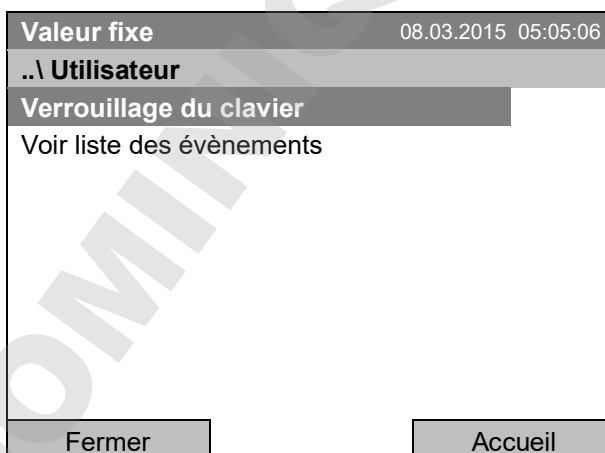 Valeur fixe 08.03.2015 05:05:06
..\ Utilisateur
Verrouillage du clavier
Voir liste des évènements
Fermer Accueil